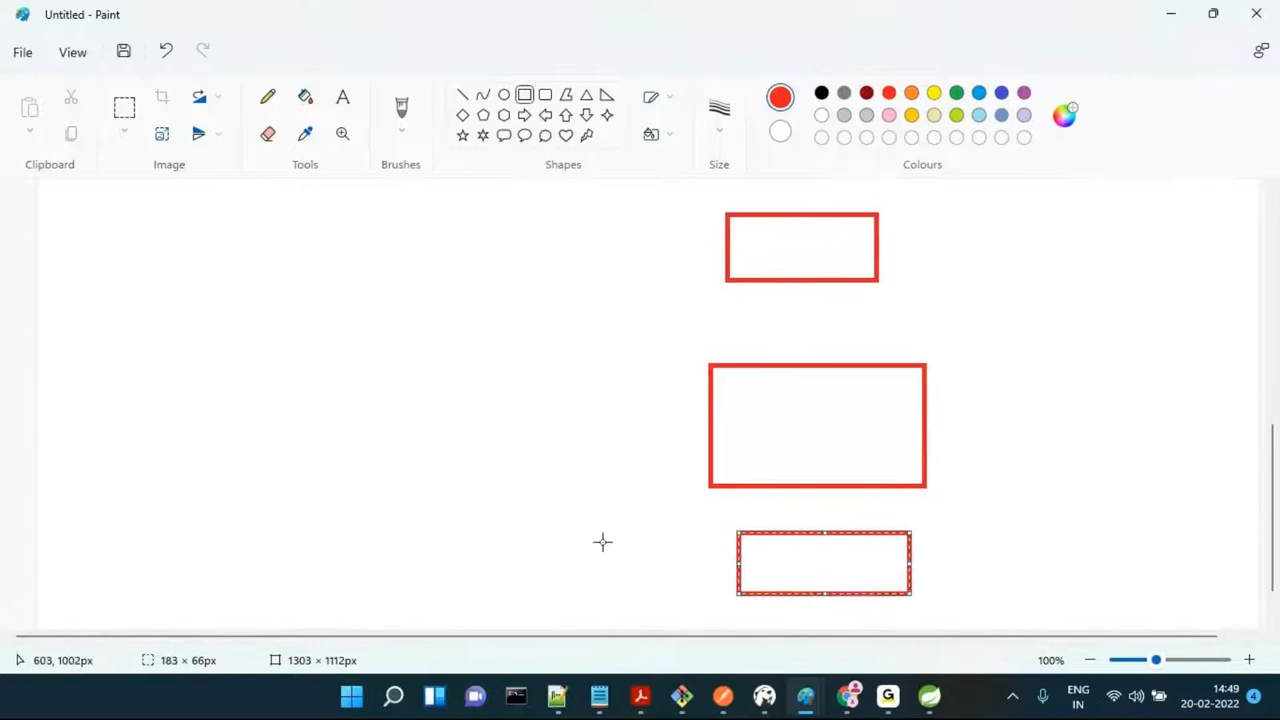 Untitled - Paint
File View
Clipboard Image Tools Brushes Shapes Size Colours
603, 1002px 183 × 66px 1303 × 1112px 100%
ENG 14:49
IN 20-02-2022 4